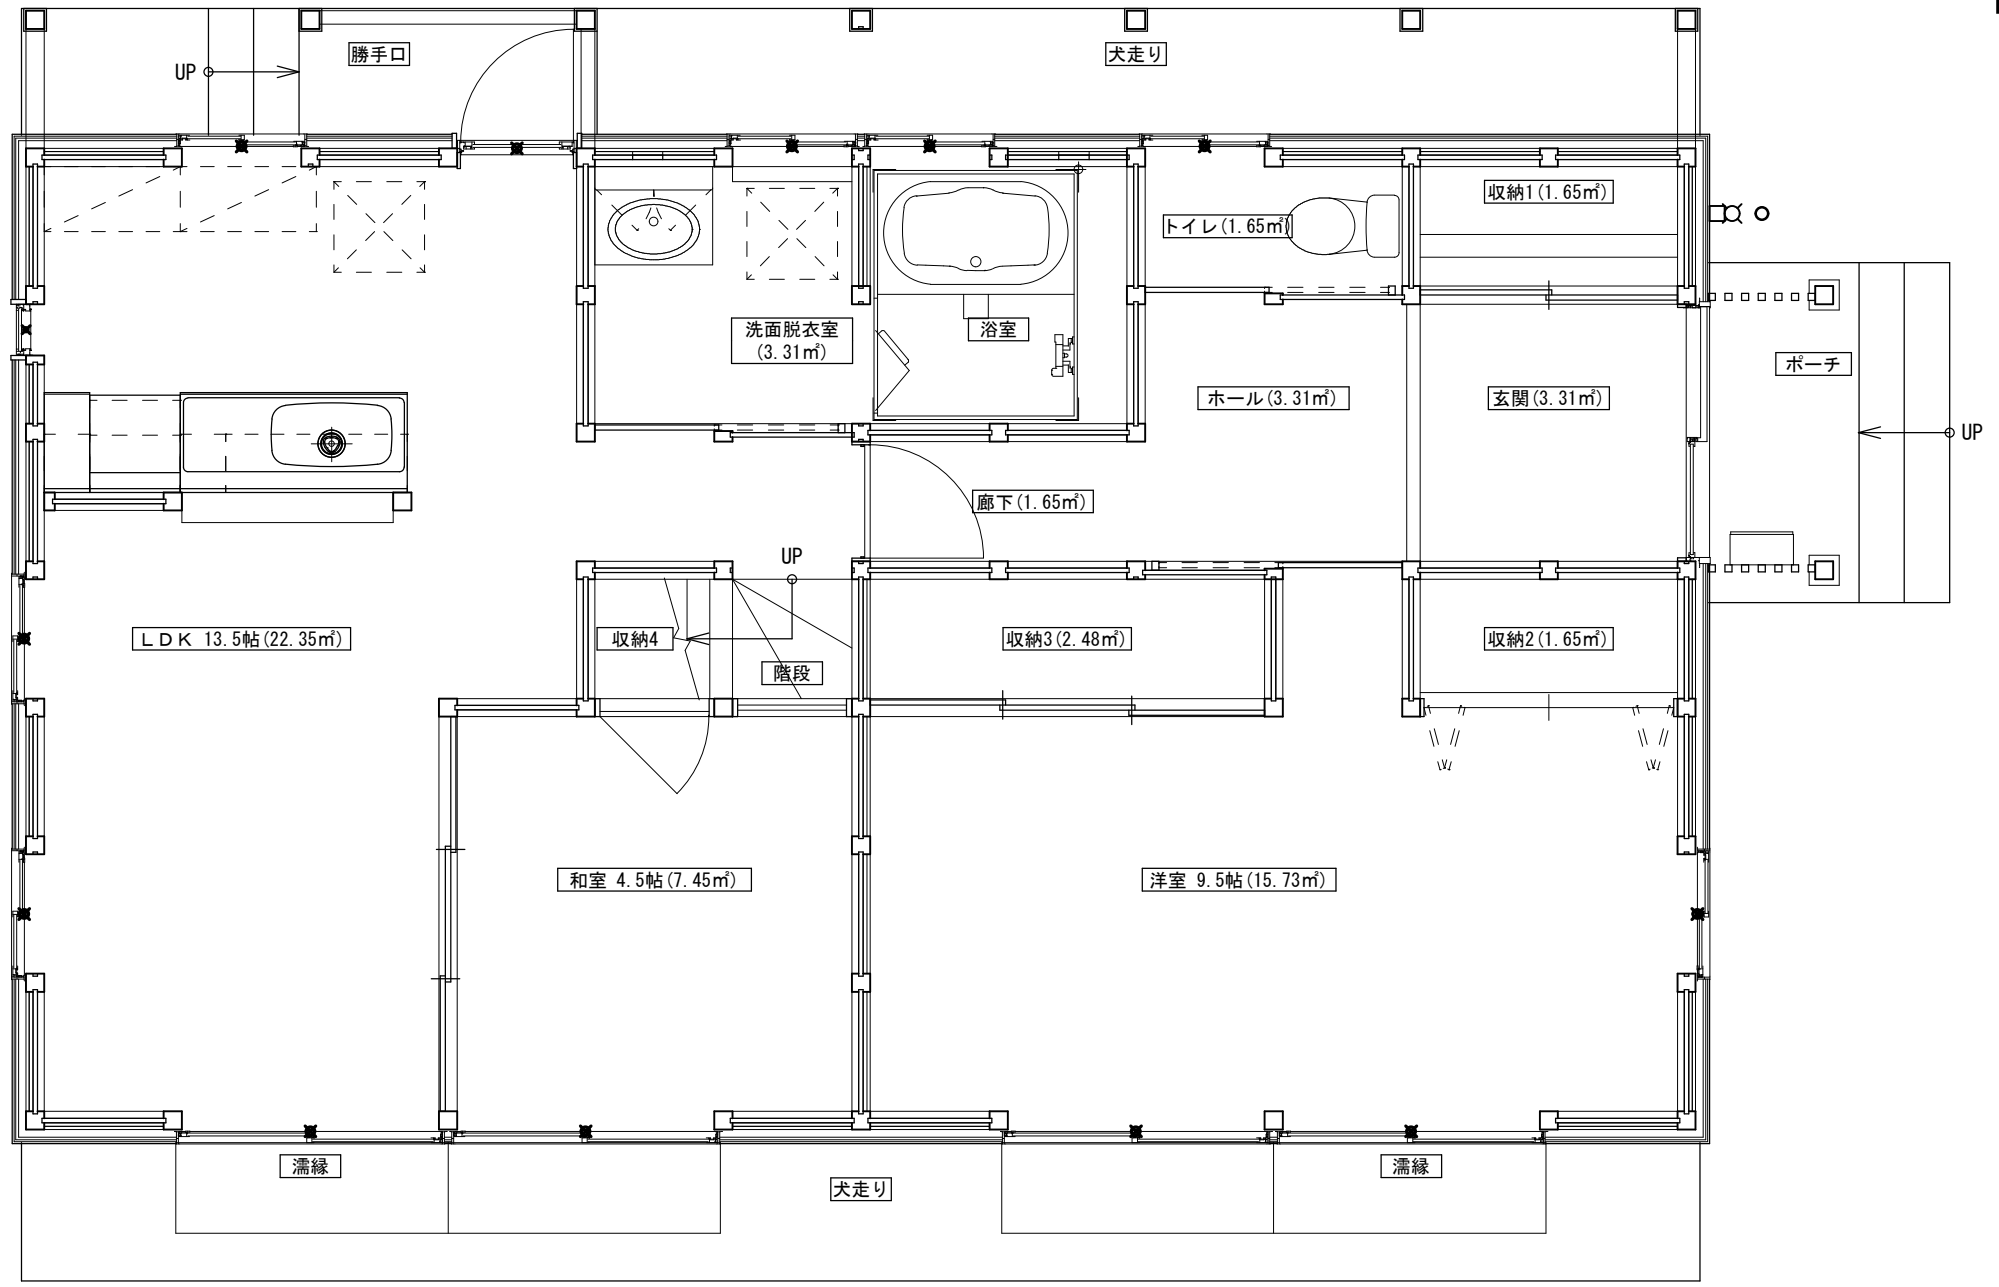 勝手口
犬走り
UP
収納1(1.65㎡)
トイレ(1.65㎡)
洗面脱衣室
(3.31㎡)
浴室
ポーチ
ホール(3.31㎡)
玄関(3.31㎡)
UP
廊下(1.65㎡)
UP
LDK 13.5帖(22.35㎡)
収納4
収納3(2.48㎡)
収納2(1.65㎡)
階段
和室 4.5帖(7.45㎡)
洋室 9.5帖(15.73㎡)
濡縁
濡縁
犬走り